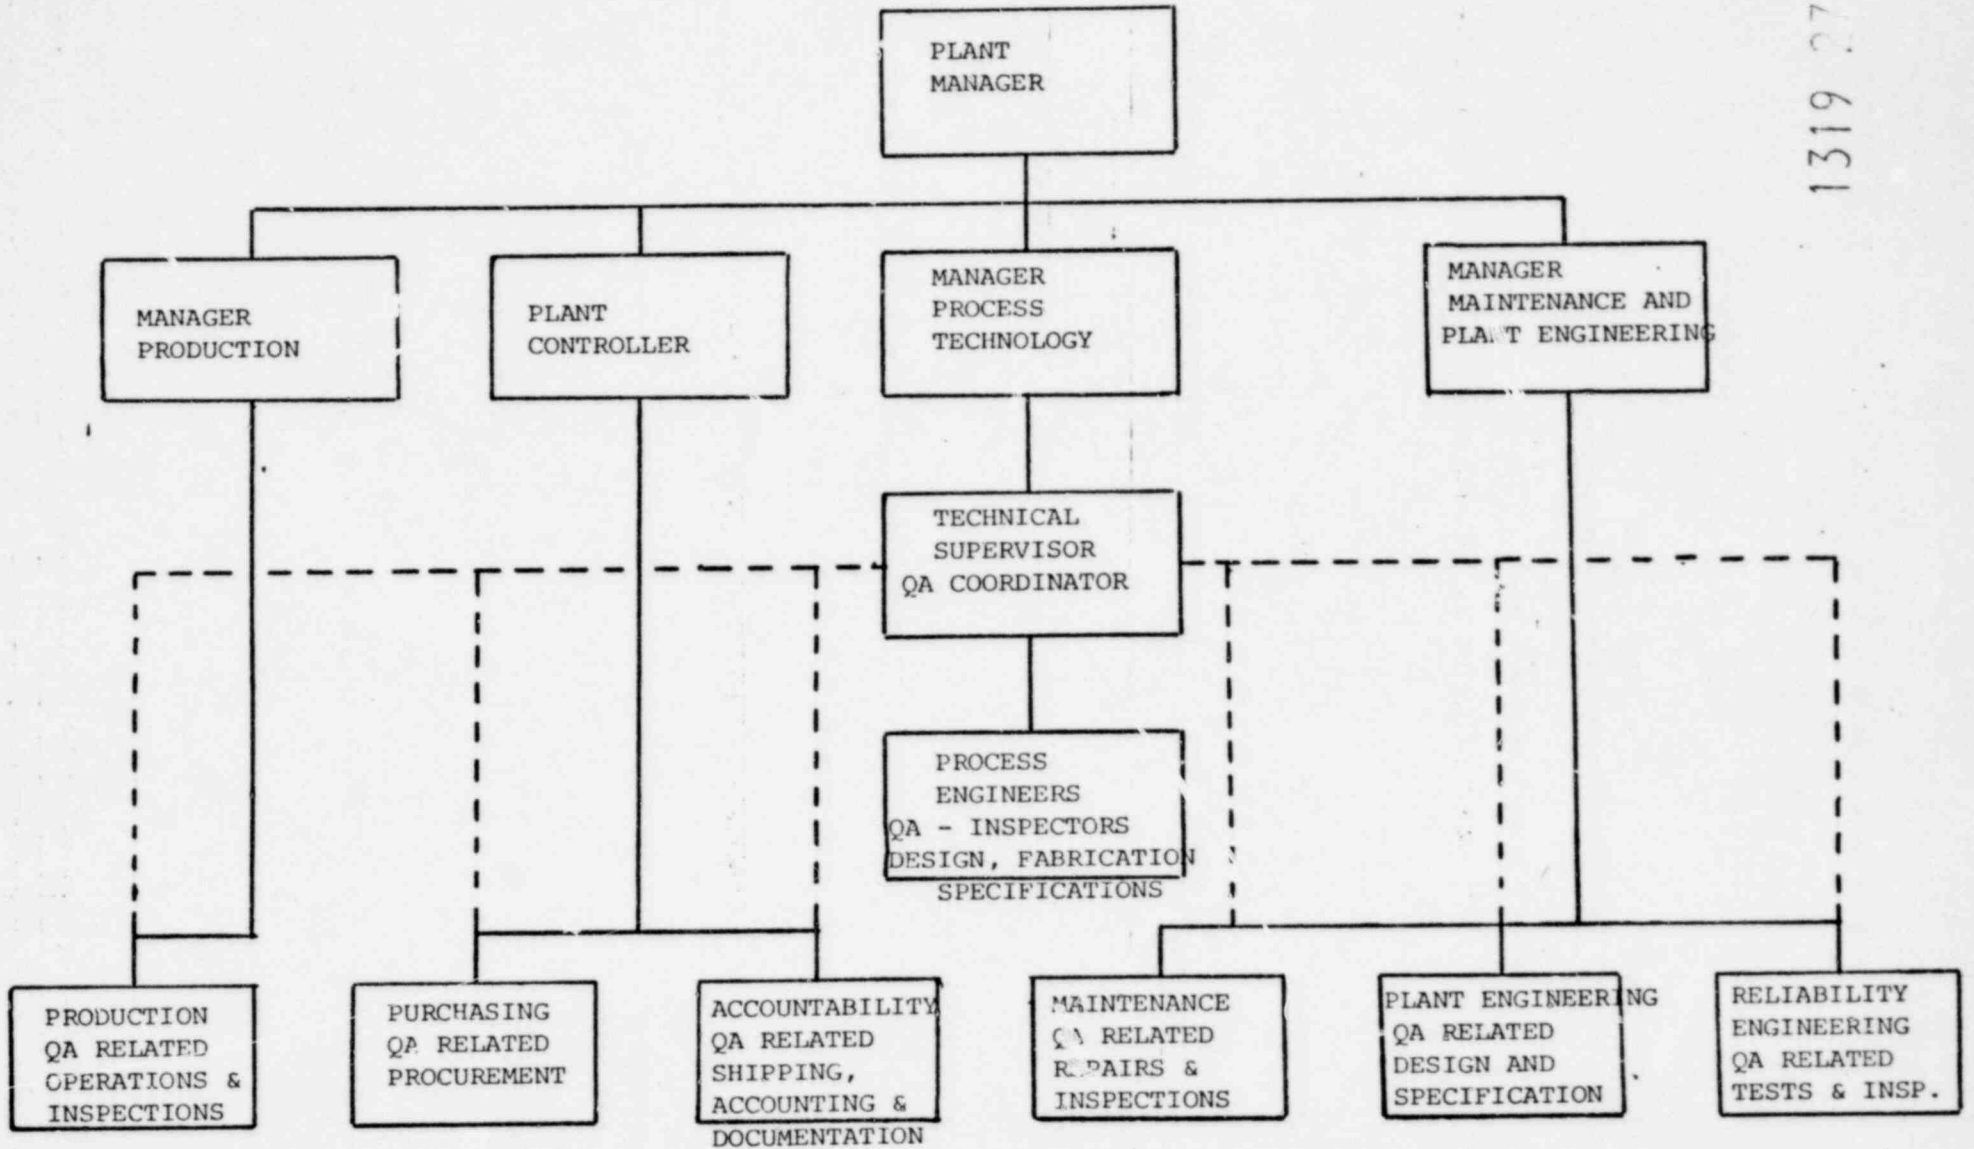 PLANT
MANAGER
1319 27
MANAGER
PRODUCTION
PLANT
CONTROLLER
MANAGER
PROCESS
TECHNOLOGY
MANAGER
MAINTENANCE AND
PLANT ENGINEERING
TECHNICAL
SUPERVISOR
QA COORDINATOR
PROCESS
ENGINEERS
QA - INSPECTORS
DESIGN, FABRICATION
SPECIFICATIONS
PRODUCTION
QA RELATED
OPERATIONS &
INSPECTIONS
PURCHASING
QA RELATED
PROCUREMENT
ACCOUNTABILITY
QA RELATED
SHIPPING,
ACCOUNTING &
DOCUMENTATION
MAINTENANCE
QA RELATED
REPAIRS &
INSPECTIONS
PLANT ENGINEERING
QA RELATED
DESIGN AND
SPECIFICATION
RELIABILITY
ENGINEERING
QA RELATED
TESTS & INSP.